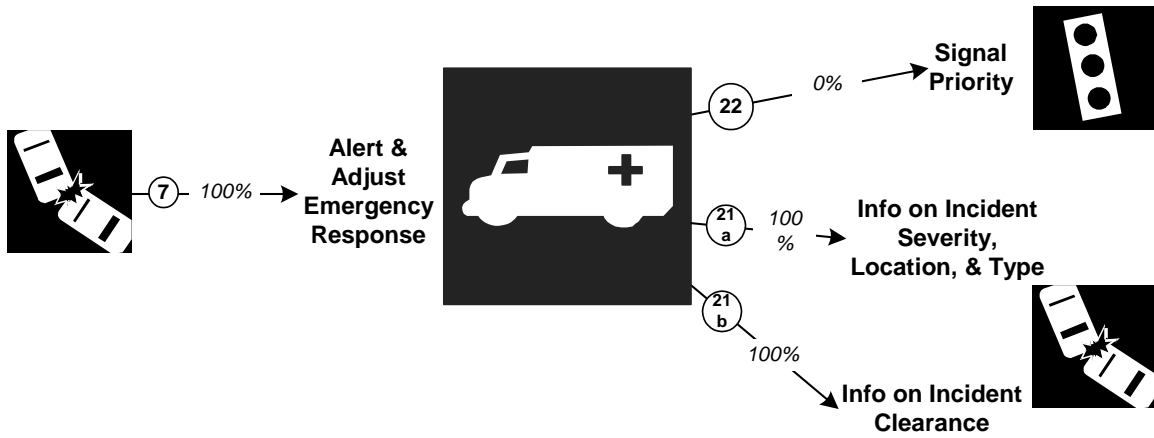 7
100%
Alert &
Adjust
Emergency
Response
22
0%
Signal
Priority
21
a
100
%
Info on Incident
Severity,
Location, & Type
21
b
100%
Info on Incident
Clearance